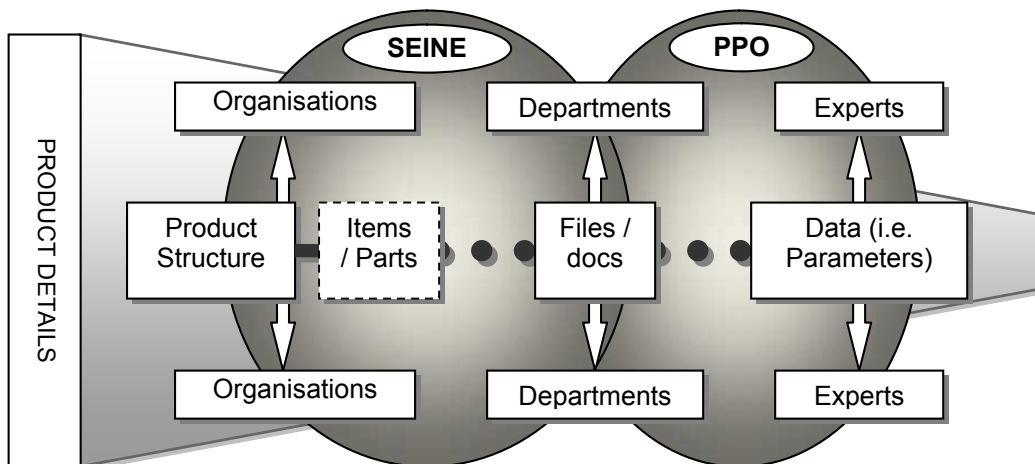 SEINE
PPO
Organisations
Departments
Experts
PRODUCT DETAILS
Product
Structure
Items
/ Parts
Files /
docs
Data (i.e.
Parameters)
Organisations
Departments
Experts